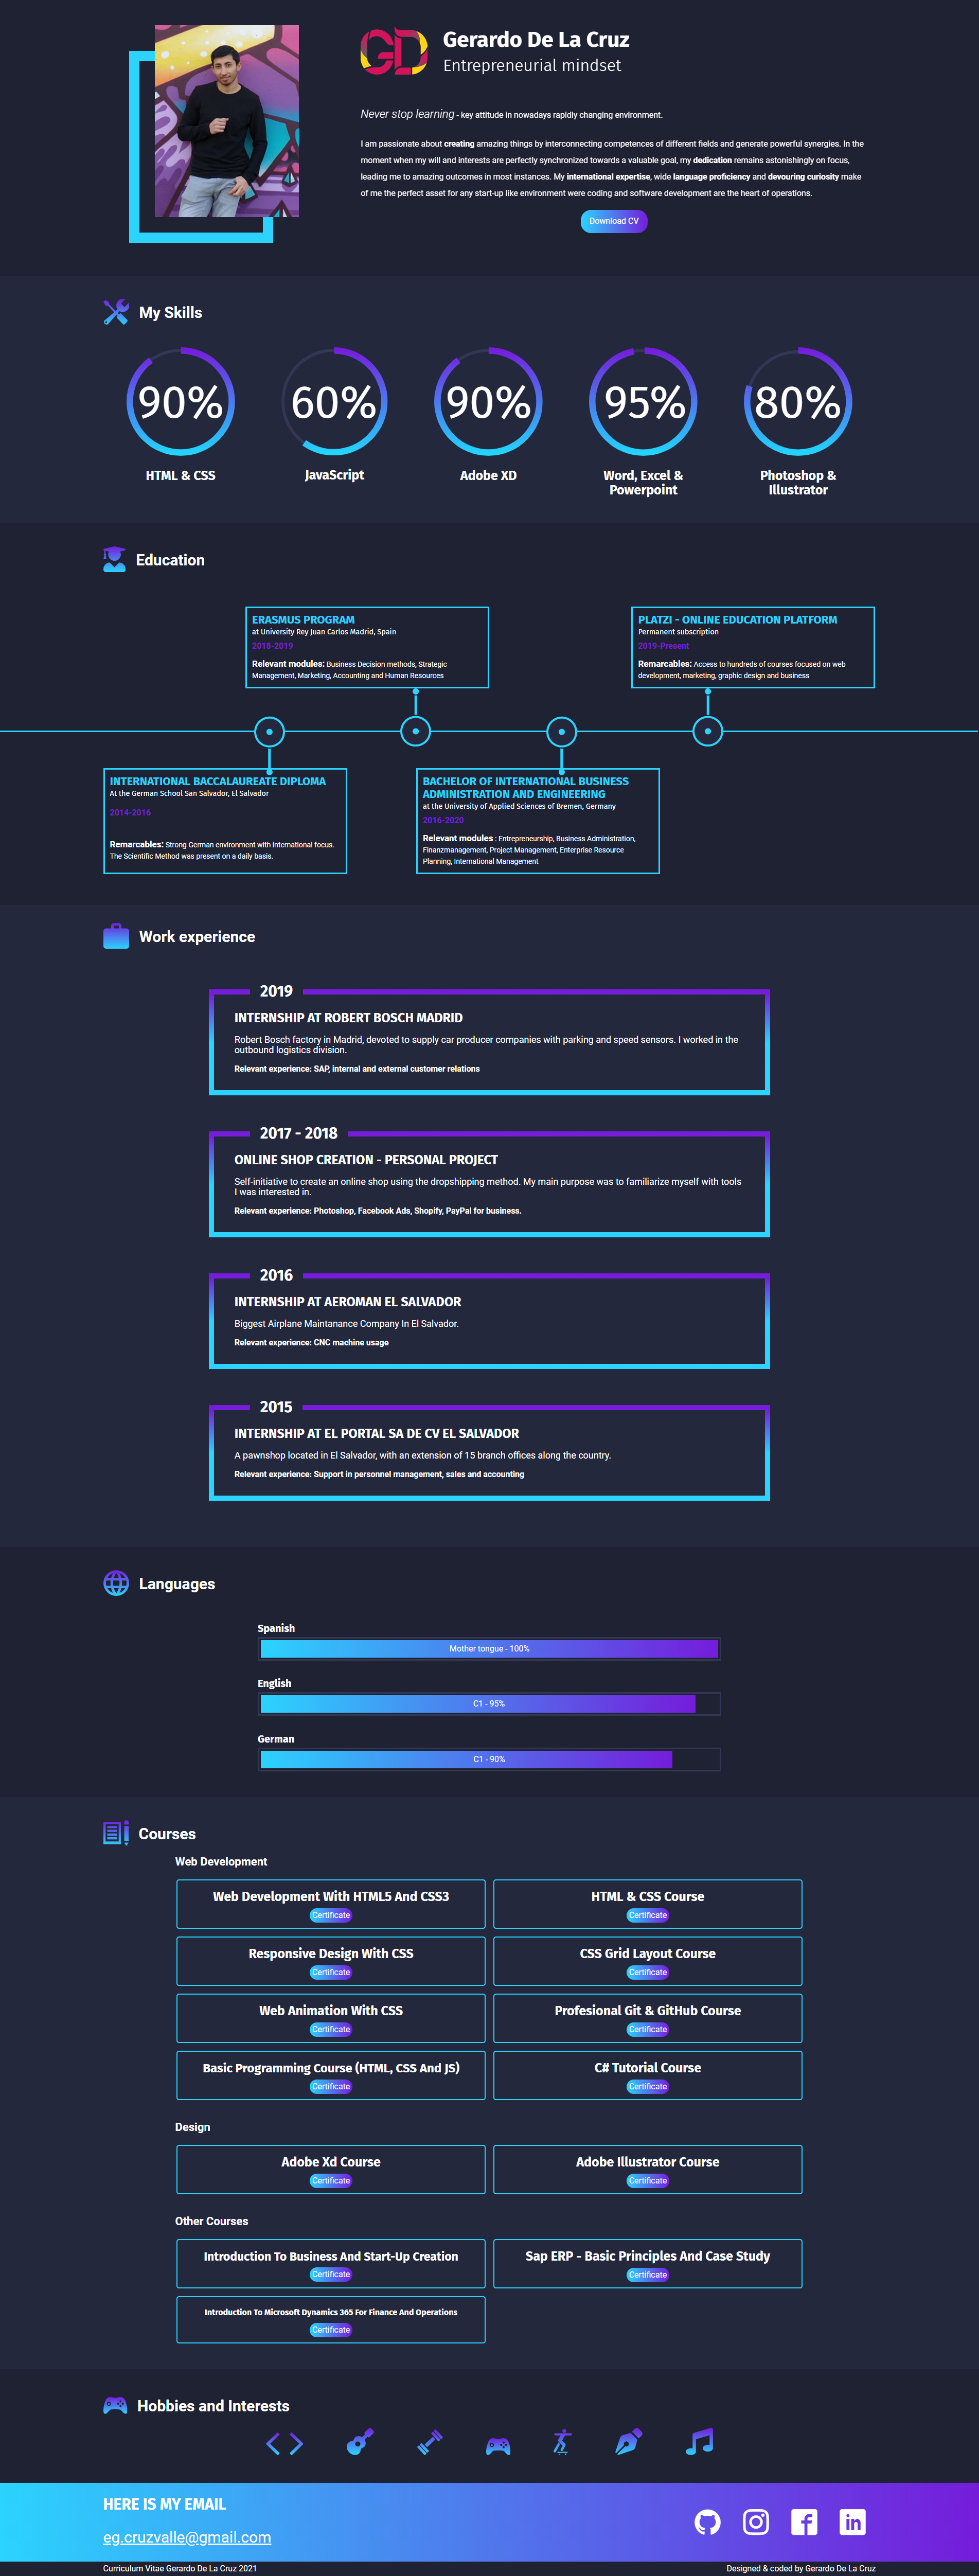 GD
Gerardo De La Cruz
Entrepreneurial mindset
Never stop learning - key attitude in nowadays rapidly changing environment.
I am passionate about creating amazing things by interconnecting competences of different fields and generate powerful synergies. In the
moment when my will and interests are perfectly synchronized towards a valuable goal, my dedication remains astonishingly on focus,
leading me to amazing outcomes in most instances. My international expertise, wide language proficiency and devouring curiosity make
of me the perfect asset for any start-up like environment were coding and software development are the heart of operations.
Download CV
My Skills
90%
60%
90%
95%
80%
HTML & CSS
JavaScript
Adobe XD
Word, Excel &
Powerpoint
Photoshop &
Illustrator
Education
ERASMUS PROGRAM
at University Rey Juan Carlos Madrid, Spain
2018-2019
Relevant modules: Business Decision methods, Strategic
Management, Marketing, Accounting and Human Resources
PLATZI - ONLINE EDUCATION PLATFORM
Permanent subscription
2019-Present
Remarcables: Access to hundreds of courses focused on web
development, marketing, graphic design and business
INTERNATIONAL BACCALAUREATE DIPLOMA
At the German School San Salvador, El Salvador
2014-2016
Remarcables: Strong German environment with international focus.
The Scientific Method was present on a daily basis.
BACHELOR OF INTERNATIONAL BUSINESS
ADMINISTRATION AND ENGINEERING
at the University of Applied Sciences of Bremen, Germany
2016-2020
Relevant modules : Entrepreneurship, Business Administration,
Finanzmanagement, Project Management, Enterprise Resource
Planning, International Management
Work experience
2019
INTERNSHIP AT ROBERT BOSCH MADRID
Robert Bosch factory in Madrid, devoted to supply car producer companies with parking and speed sensors. I worked in the
outbound logistics division.
Relevant experience: SAP, internal and external customer relations
2017 - 2018
ONLINE SHOP CREATION - PERSONAL PROJECT
Self-initiative to create an online shop using the dropshipping method. My main purpose was to familiarize myself with tools
I was interested in.
Relevant experience: Photoshop, Facebook Ads, Shopify, PayPal for business.
2016
INTERNSHIP AT AEROMAN EL SALVADOR
Biggest Airplane Maintanance Company In El Salvador.
Relevant experience: CNC machine usage
2015
INTERNSHIP AT EL PORTAL SA DE CV EL SALVADOR
A pawnshop located in El Salvador, with an extension of 15 branch offices along the country.
Relevant experience: Support in personnel management, sales and accounting
Languages
Spanish
Mother tongue - 100%
English
C1 - 95%
German
C1 - 90%
Courses
Web Development
Web Development With HTML5 And CSS3
Certificate
HTML & CSS Course
Certificate
Responsive Design With CSS
Certificate
CSS Grid Layout Course
Certificate
Web Animation With CSS
Certificate
Profesional Git & GitHub Course
Certificate
Basic Programming Course (HTML, CSS And JS)
Certificate
C# Tutorial Course
Certificate
Design
Adobe Xd Course
Certificate
Adobe Illustrator Course
Certificate
Other Courses
Introduction To Business And Start-Up Creation
Certificate
Sap ERP - Basic Principles And Case Study
Certificate
Introduction To Microsoft Dynamics 365 For Finance And Operations
Certificate
Hobbies and Interests
HERE IS MY EMAIL
eg.cruzvalle@gmail.com
Curriculum Vitae Gerardo De La Cruz 2021
Designed & coded by Gerardo De La Cruz